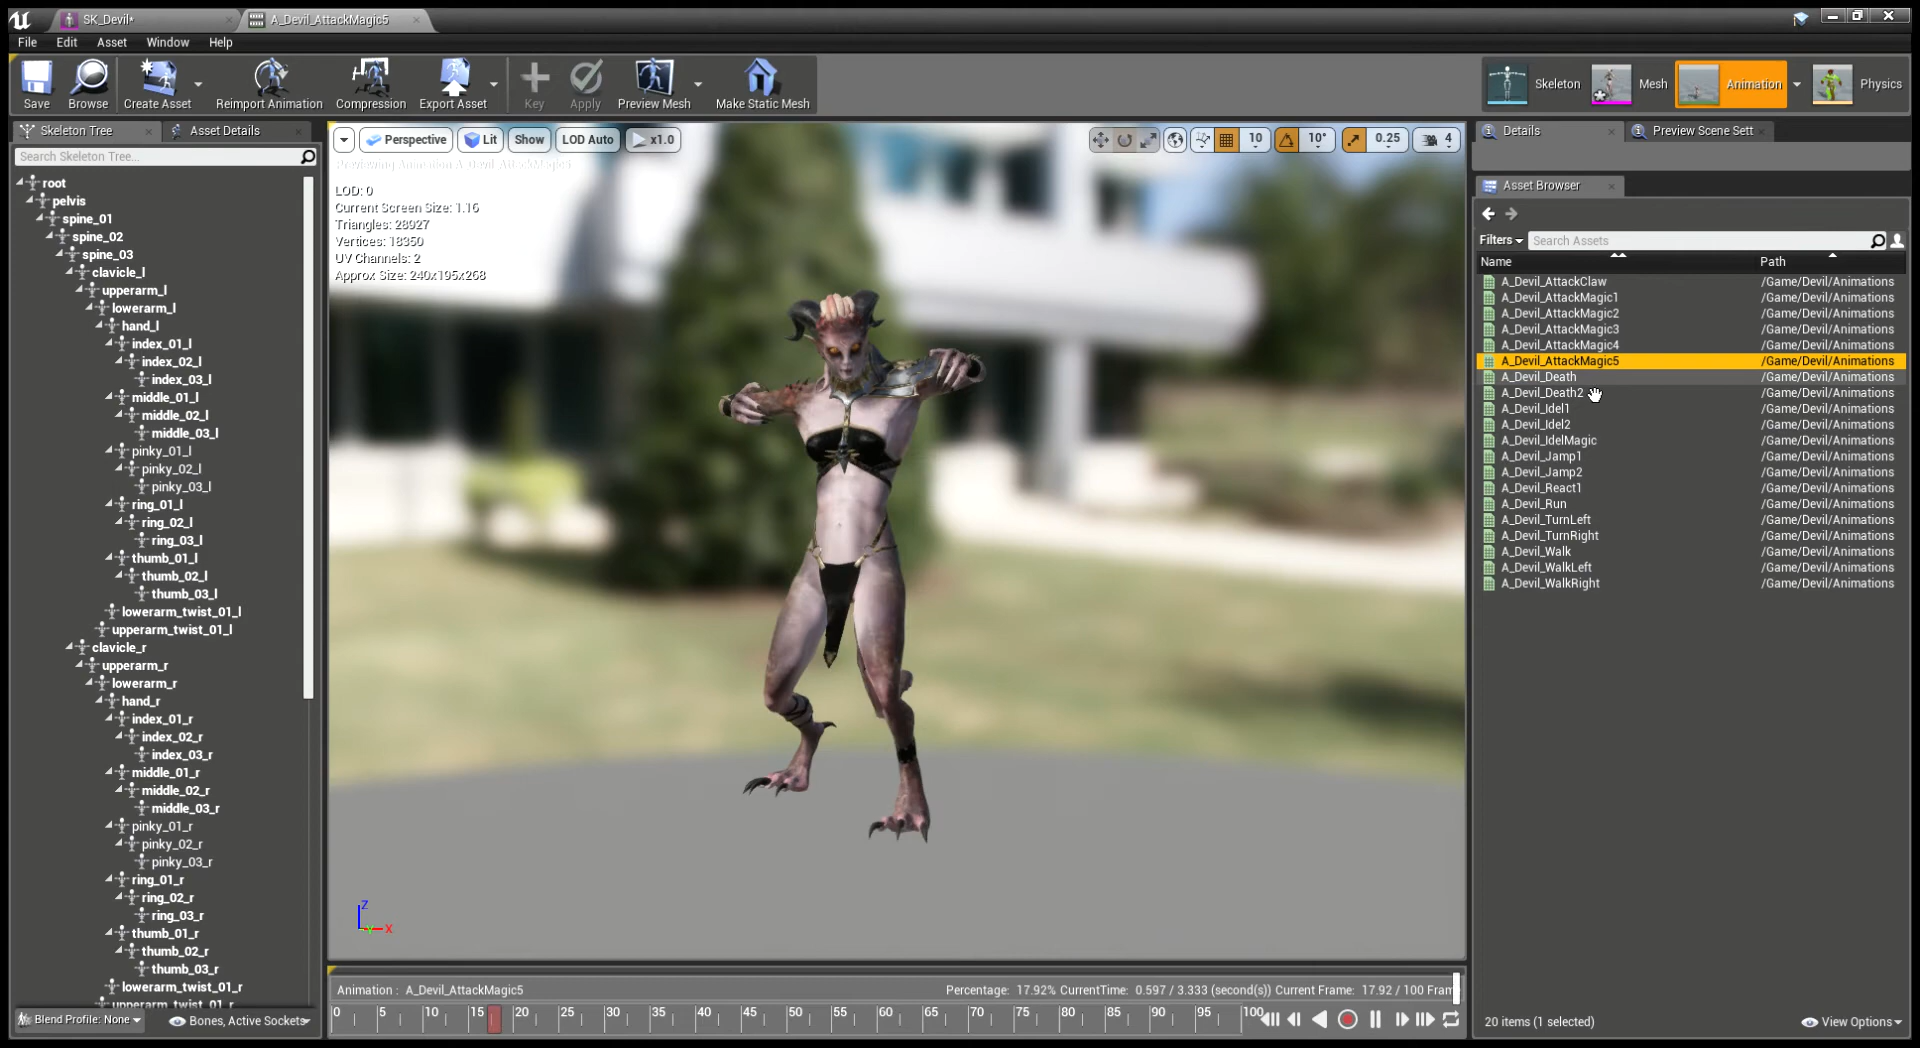 SK_Devil*
A_Devil_AttackMagic5
File Edit Asset Window Help
Save
Browse
Create Asset
Reimport Animation
Compression
Export Asset
Key
Apply
Preview Mesh
Make Static Mesh
Skeleton
Mesh
Animation
Physics
Skeleton Tree
Asset Details
Search Skeleton Tree...
root
pelvis
spine_01
spine_02
spine_03
clavicle_l
upperarm_l
lowerarm_l
hand_l
index_01_l
index_02_l
index_03_l
middle_01_l
middle_02_l
middle_03_l
pinky_01_l
pinky_02_l
pinky_03_l
ring_01_l
ring_02_l
ring_03_l
thumb_01_l
thumb_02_l
thumb_03_l
lowerarm_twist_01_l
upperarm_twist_01_l
clavicle_r
upperarm_r
lowerarm_r
hand_r
index_01_r
index_02_r
index_03_r
middle_01_r
middle_02_r
middle_03_r
pinky_01_r
pinky_02_r
pinky_03_r
ring_01_r
ring_02_r
ring_03_r
thumb_01_r
thumb_02_r
thumb_03_r
lowerarm_twist_01_r
upperarm_twist_01_r
Blend Profile: None
Bones, Active Sockets
Perspective Lit Show LOD Auto x1.0
10 10° 0.25 4
Previewing Animation A_Devil_AttackMagic5
LOD: 0
Current Screen Size: 1.16
Triangles: 28927
Vertices: 18350
UV Channels: 2
Approx Size: 240x195x268
Z
Y
X
Animation : A_Devil_AttackMagic5
Percentage: 17.92% CurrentTime: 0.597 / 3.333 (second(s)) Current Frame: 17.92 / 100 Fram
0 5 10 15 20 25 30 35 40 45 50 55 60 65 70 75 80 85 90 95 100
Details
Preview Scene Sett
Asset Browser
Filters
Search Assets
Name Path
A_Devil_AttackClaw /Game/Devil/Animations
A_Devil_AttackMagic1 /Game/Devil/Animations
A_Devil_AttackMagic2 /Game/Devil/Animations
A_Devil_AttackMagic3 /Game/Devil/Animations
A_Devil_AttackMagic4 /Game/Devil/Animations
A_Devil_AttackMagic5 /Game/Devil/Animations
A_Devil_Death /Game/Devil/Animations
A_Devil_Death2 /Game/Devil/Animations
A_Devil_Idel1 /Game/Devil/Animations
A_Devil_Idel2 /Game/Devil/Animations
A_Devil_IdelMagic /Game/Devil/Animations
A_Devil_Jamp1 /Game/Devil/Animations
A_Devil_Jamp2 /Game/Devil/Animations
A_Devil_React1 /Game/Devil/Animations
A_Devil_Run /Game/Devil/Animations
A_Devil_TurnLeft /Game/Devil/Animations
A_Devil_TurnRight /Game/Devil/Animations
A_Devil_Walk /Game/Devil/Animations
A_Devil_WalkLeft /Game/Devil/Animations
A_Devil_WalkRight /Game/Devil/Animations
20 items (1 selected)
View Options